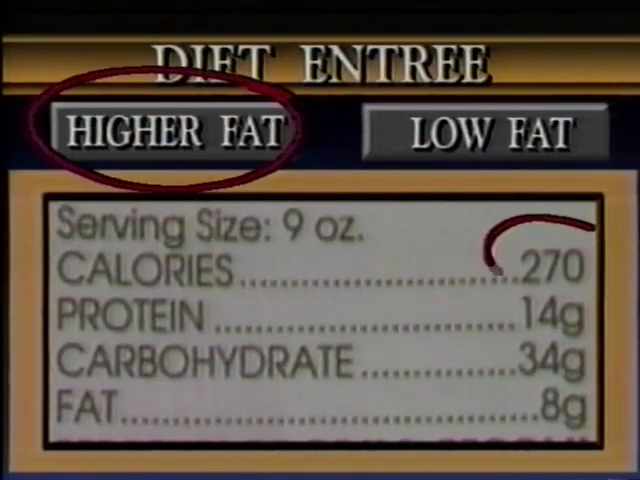 DIET ENTREE
HIGHER FAT
LOW FAT
Serving Size: 9 oz.
CALORIES..............................270
PROTEIN ..............................14g
CARBOHYDRATE ..............34g
FAT..........................................8g